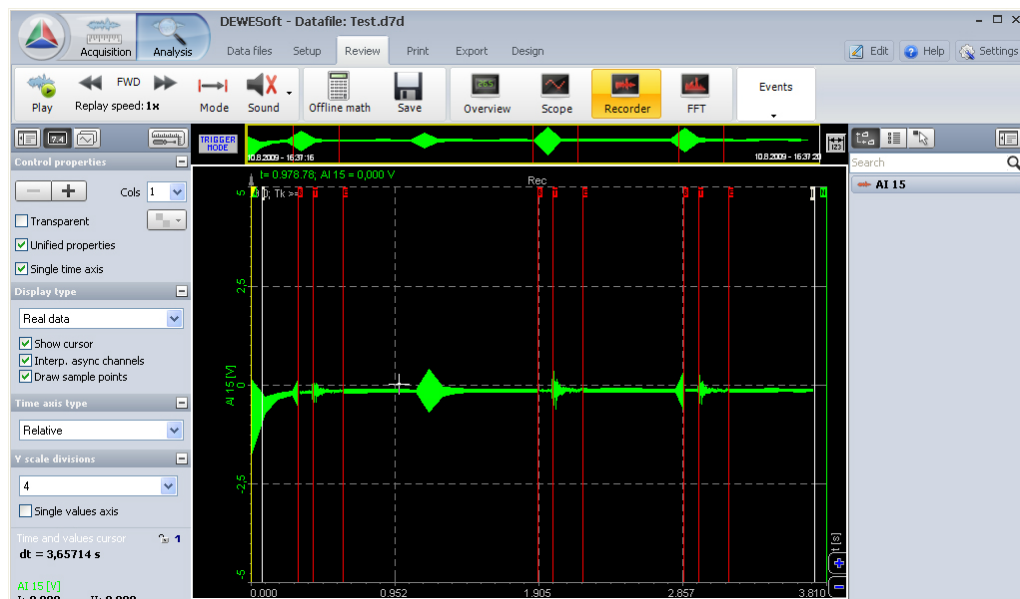 DEWESoft - Datafile: Test.d7d
Acquisition
Analysis
Data files
Setup
Review
Print
Export
Design
Edit
Help
Settings
FWD
Play
Replay speed: 1x
Mode
Sound
Offline math
Save
Overview
Scope
Recorder
FFT
Events
TRIGGER
MODE
10.8.2009 - 16:37:16
10.8.2009 - 16:37:20
Control properties
Cols 1
Transparent
Unified properties
Single time axis
Display type
Real data
Show cursor
Interp. async channels
Draw sample points
Time axis type
Relative
Y scale divisions
4
Single values axis
Time and values cursor
1
dt = 3,65714 s
AI 15 [V]
t= 0.978.78; AI 15 = 0,000 V
Rec
5
2,5
0
-2,5
-5
AI 15 [V]
0.000
0.952
1.905
2.857
3.810
t [s]
Search
AI 15